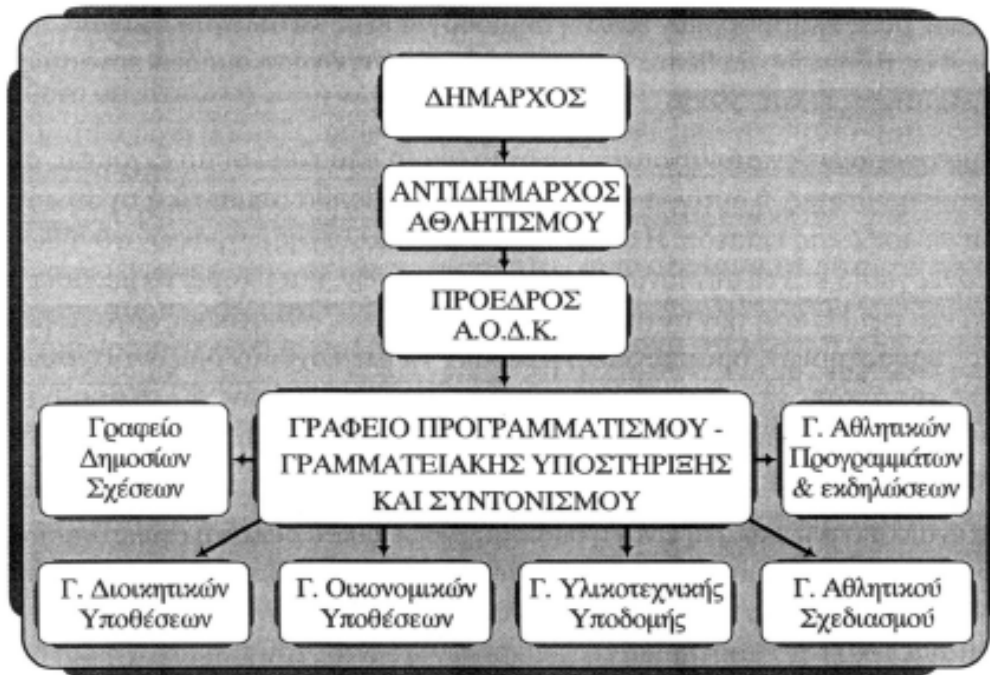 ΔΗΜΑΡΧΟΣ
ΑΝΤΙΔΗΜΑΡΧΟΣ
ΑΘΛΗΤΙΣΜΟΥ
ΠΡΟΕΔΡΟΣ
Α.Ο.Δ.Κ.
Γραφείο
Δημοσίων
Σχέσεων
ΓΡΑΦΕΙΟ ΠΡΟΓΡΑΜΜΑΤΙΣΜΟΥ -
ΓΡΑΜΜΑΤΕΙΑΚΗΣ ΥΠΟΣΤΗΡΙΞΗΣ
ΚΑΙ ΣΥΝΤΟΝΙΣΜΟΥ
Γ. Αθλητικών
Προγραμμάτων
& εκδηλώσεων
Γ. Διοικητικών
Υποθέσεων
Γ. Οικονομικών
Υποθέσεων
Γ. Υλικοτεχνικής
Υποδομής
Γ. Αθλητικού
Σχεδιασμού